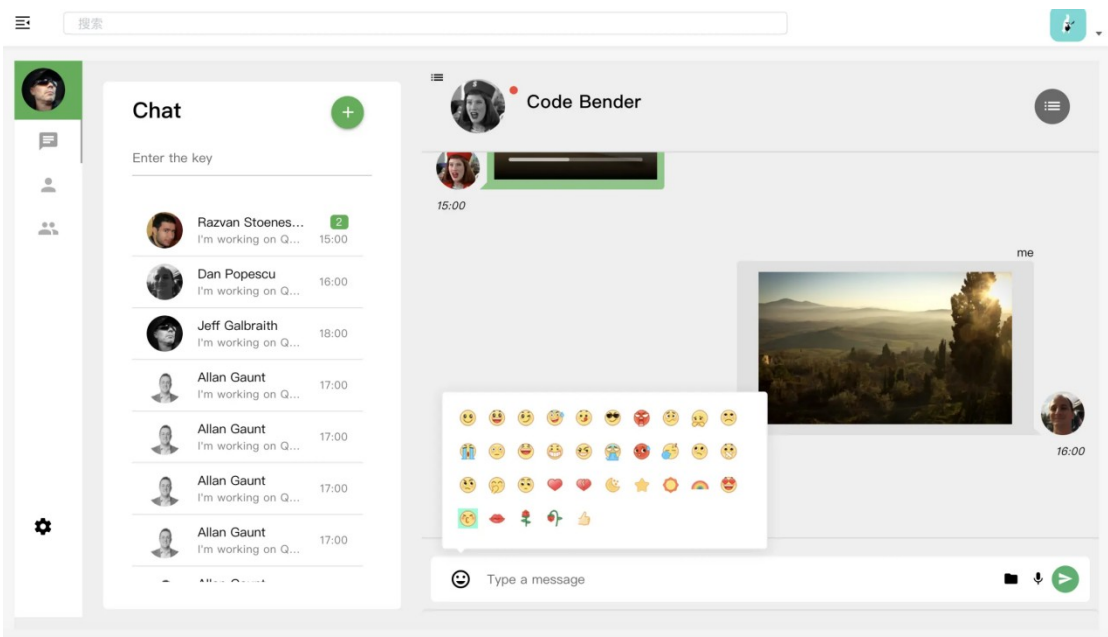 搜索
Chat
Enter the key
Razvan Stoenes... 2
I'm working on Q... 15:00
Dan Popescu
I'm working on Q... 16:00
Jeff Galbraith
I'm working on Q... 18:00
Allan Gaunt
I'm working on Q... 17:00
Allan Gaunt
I'm working on Q... 17:00
Allan Gaunt
I'm working on Q... 17:00
Allan Gaunt
I'm working on Q... 17:00
Code Bender
15:00
me
16:00
Type a message